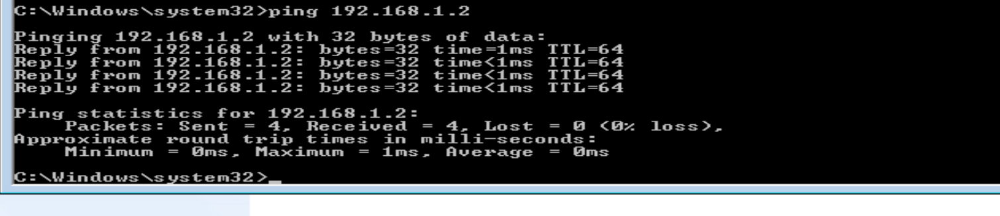 C:\Windows\system32>ping 192.168.1.2
Pinging 192.168.1.2 with 32 bytes of data:
Reply from 192.168.1.2: bytes=32 time=1ms TTL=64
Reply from 192.168.1.2: bytes=32 time<1ms TTL=64
Reply from 192.168.1.2: bytes=32 time<1ms TTL=64
Reply from 192.168.1.2: bytes=32 time<1ms TTL=64
Ping statistics for 192.168.1.2:
    Packets: Sent = 4, Received = 4, Lost = 0 (0% loss),
Approximate round trip times in milli-seconds:
    Minimum = 0ms, Maximum = 1ms, Average = 0ms
C:\Windows\system32>_